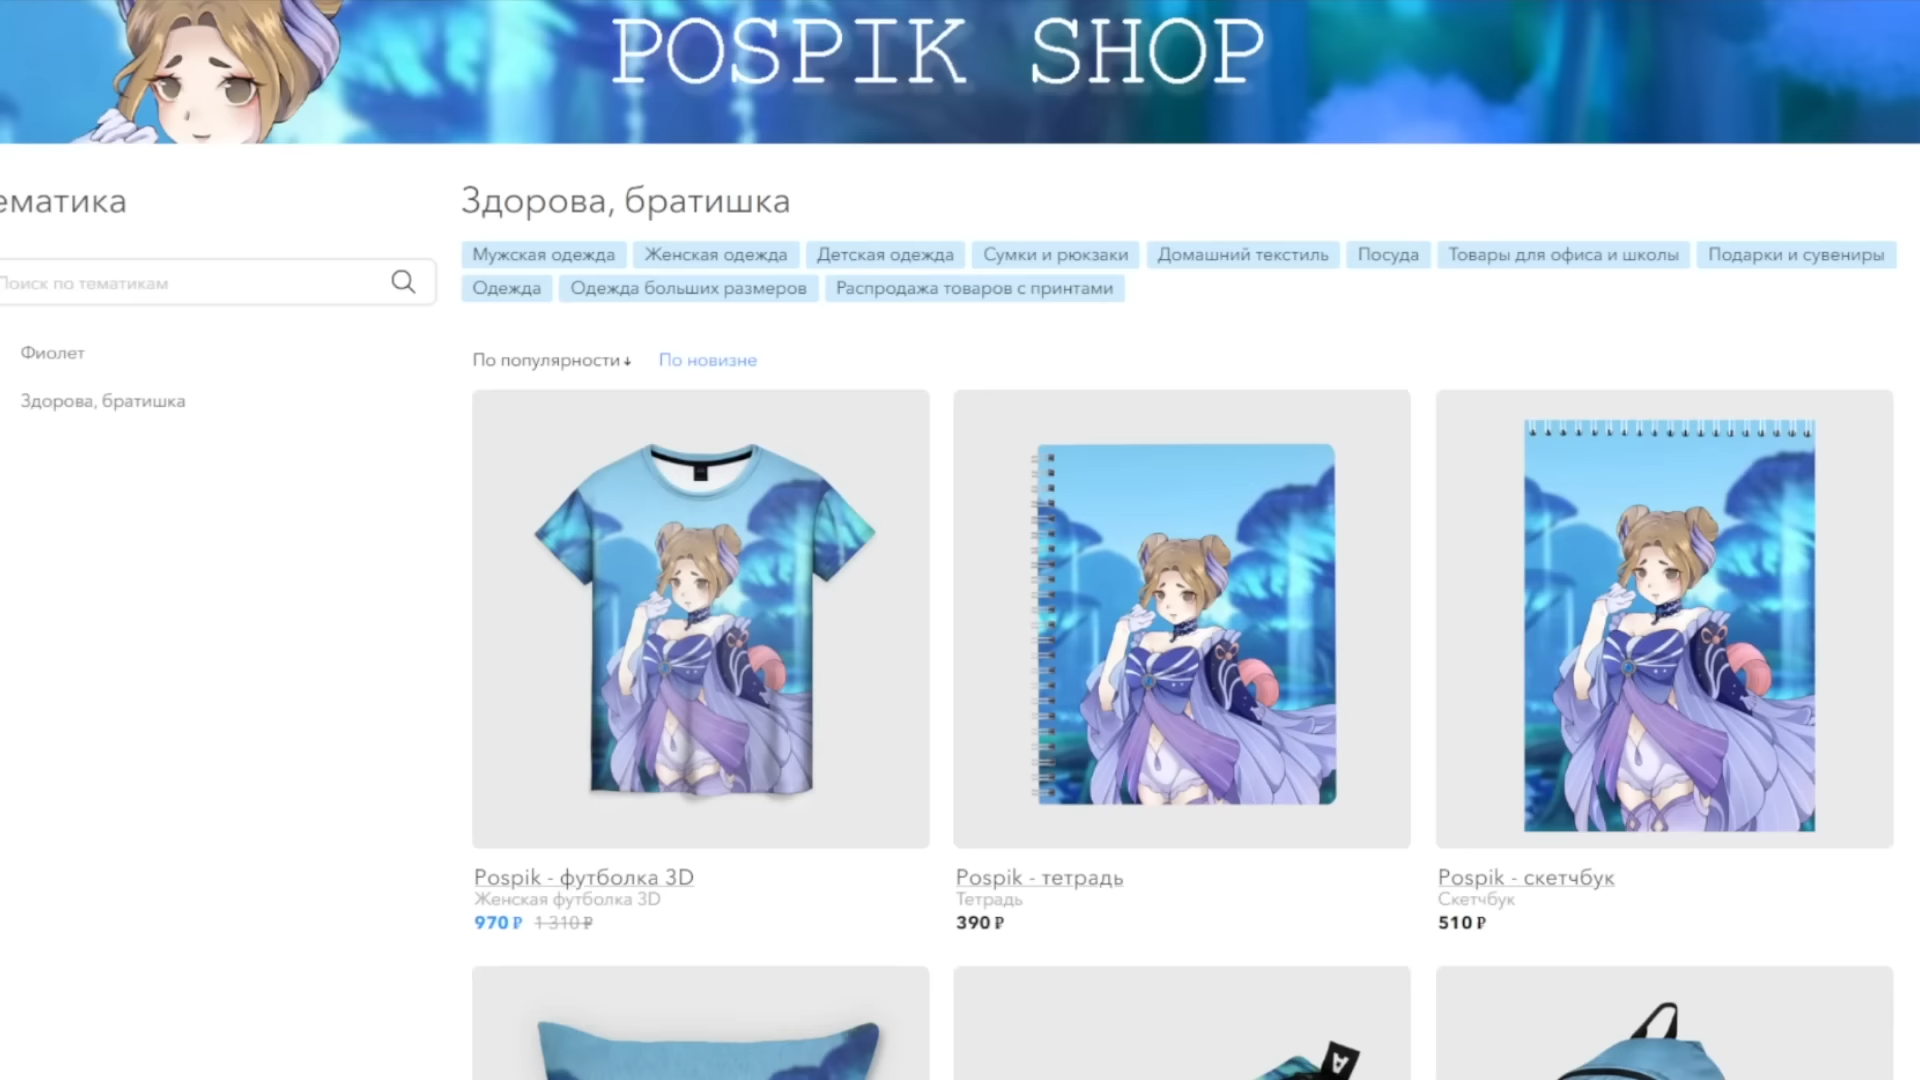 POSPIK SHOP
ематика
Здорова, братишка
Мужская одежда Женская одежда Детская одежда Сумки и рюкзаки Домашний текстиль Посуда Товары для офиса и школы Подарки и сувениры
Одежда Одежда больших размеров Распродажа товаров с принтами
Поиск по тематикам
Фиолет
Здорова, братишка
По популярности↓ По новизне
Pospik - футболка 3D
Женская футболка 3D
970 ₽ 1 310 ₽
Pospik - тетрадь
Тетрадь
390 ₽
Pospik - скетчбук
Скетчбук
510 ₽